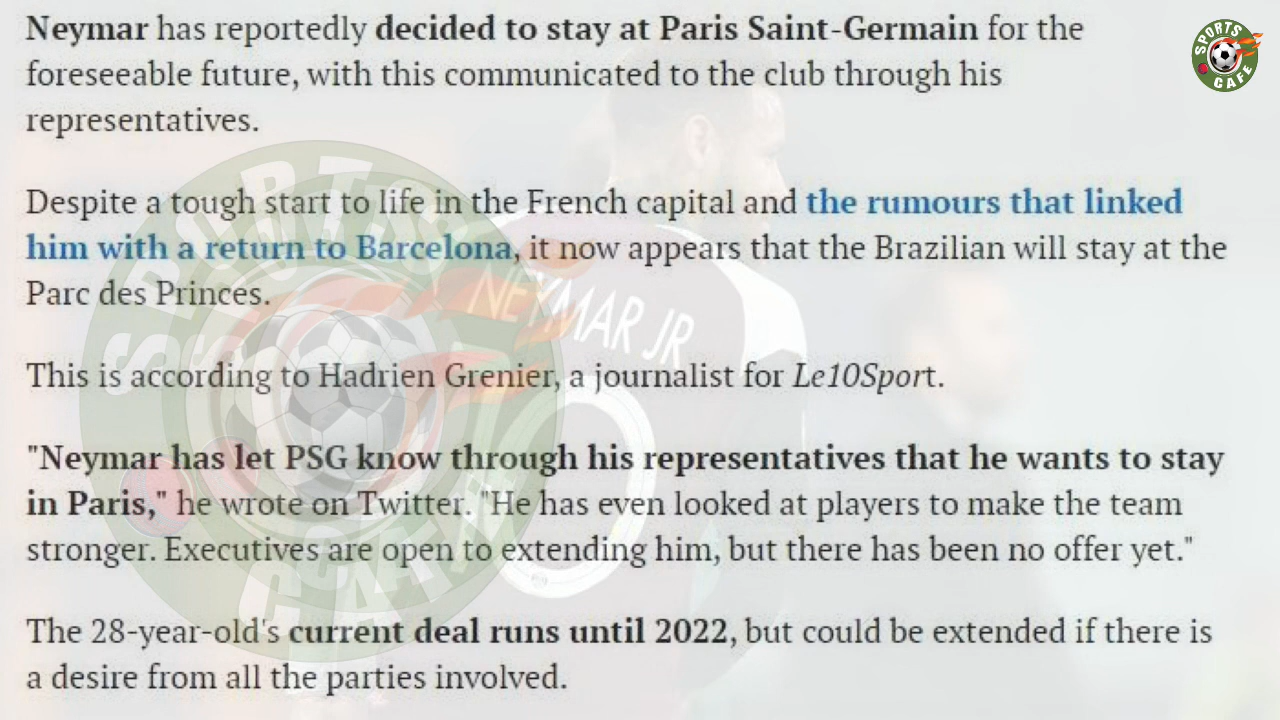 Neymar has reportedly decided to stay at Paris Saint-Germain for the
foreseeable future, with this communicated to the club through his
representatives.
Despite a tough start to life in the French capital and the rumours that linked
him with a return to Barcelona, it now appears that the Brazilian will stay at the
Parc des Princes.
This is according to Hadrien Grenier, a journalist for Le10Sport.
"Neymar has let PSG know through his representatives that he wants to stay
in Paris," he wrote on Twitter. "He has even looked at players to make the team
stronger. Executives are open to extending him, but there has been no offer yet."
The 28-year-old's current deal runs until 2022, but could be extended if there is
a desire from all the parties involved.
SPORTS
CAFE
SPORTS
CAFE
NEYMAR JR